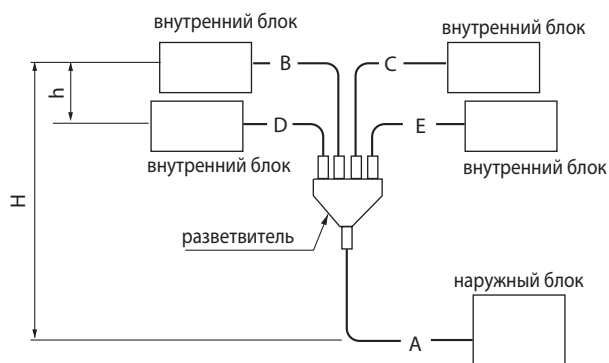 внутренний блок
внутренний блок
B
C
h
D
E
внутренний блок
внутренний блок
H
разветвитель
наружный блок
A